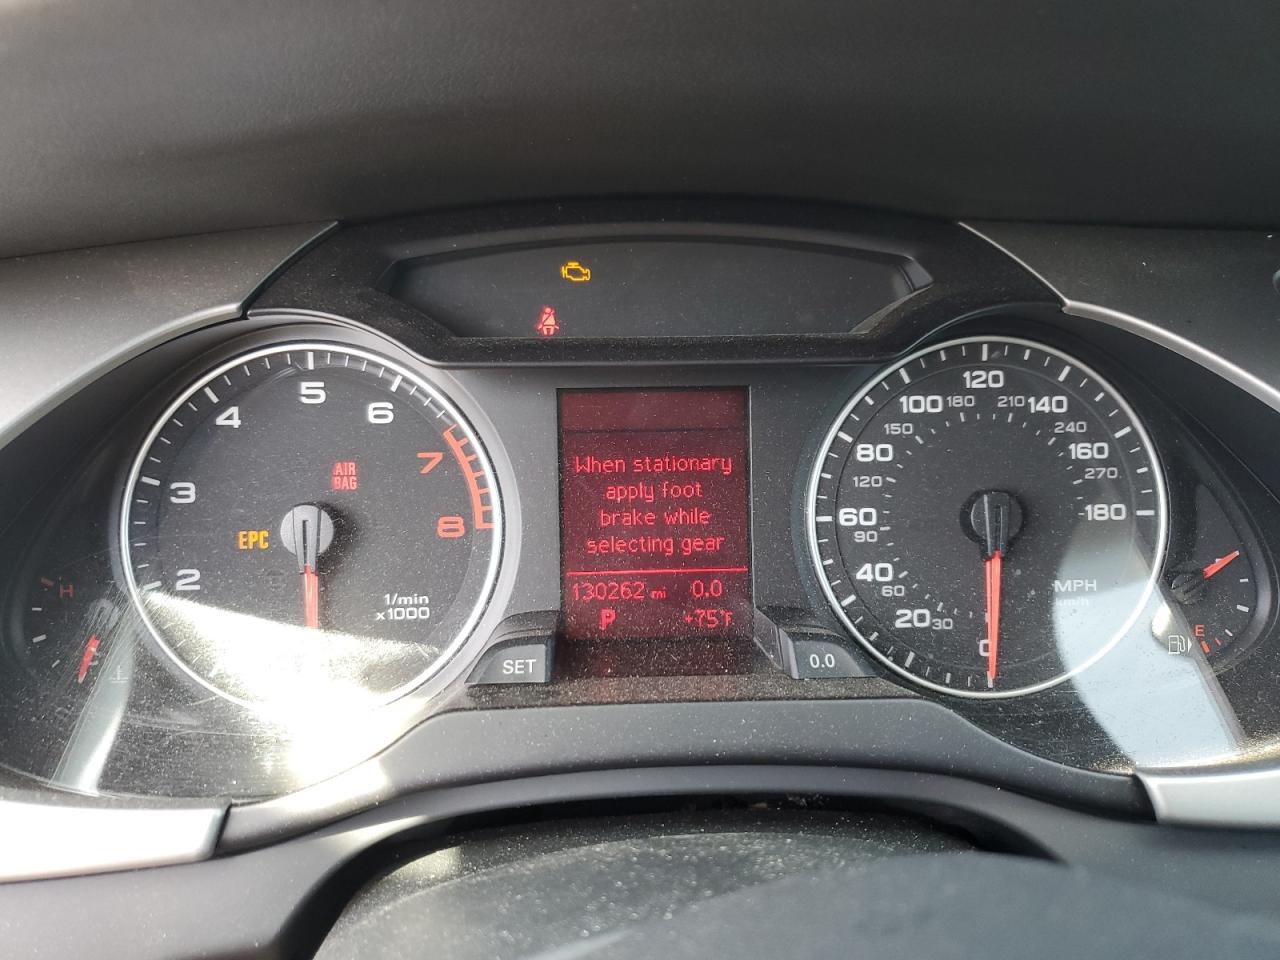 5
4
6
3
7
AIR
BAG
2
EPC
8
H
1/min
x1000
SET
When stationary
apply foot
brake while
selecting gear
130262 mi 0.0
P +75°F
0.0
120
100 180 210 140
150 240
80 160
120 270
60 180
90
40
60
MPH
km/h
20 30
0
E